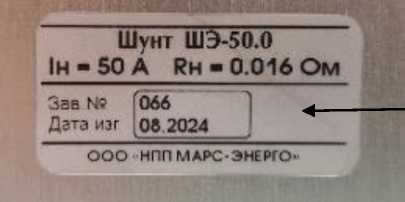 Шунт ШЭ-50.0
Iн = 50 А Rн = 0.016 Ом
Зав. № 066
Дата изг 08.2024
ООО «НПП МАРС-ЭНЕРГО»